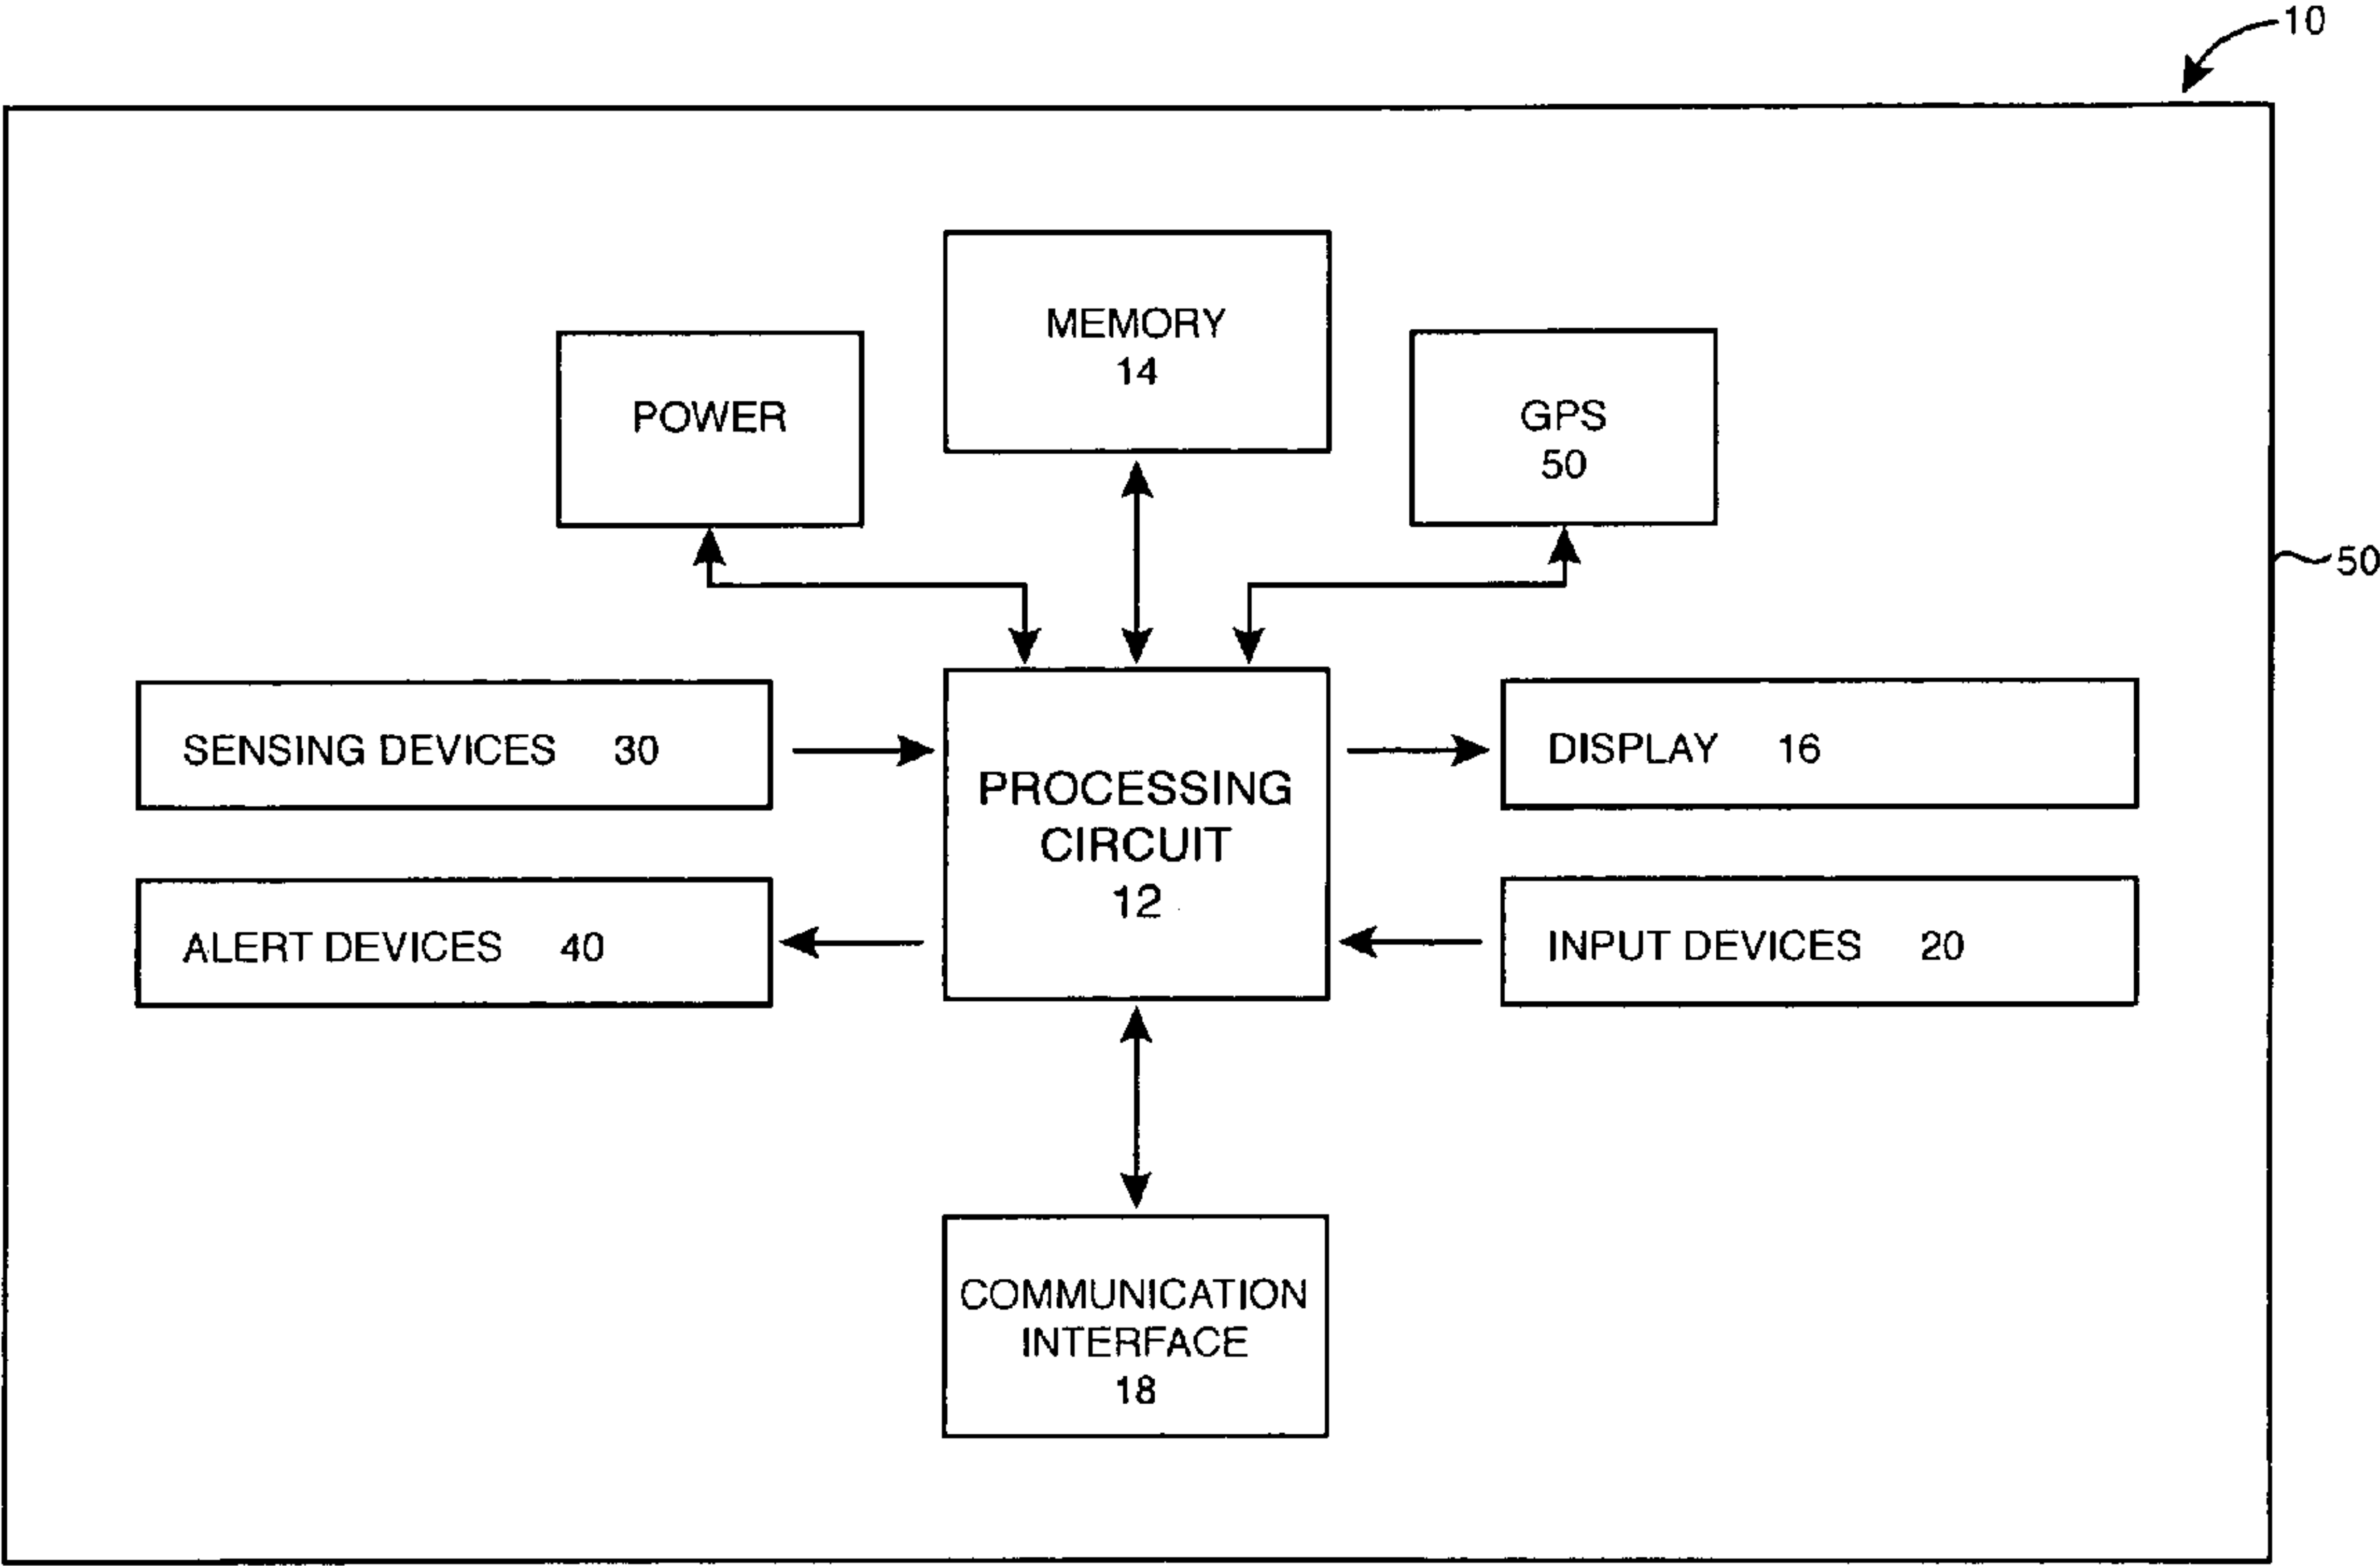 10
MEMORY
14
POWER
GPS
50
50
SENSING DEVICES 30
PROCESSING
CIRCUIT
12
DISPLAY 16
ALERT DEVICES 40
INPUT DEVICES 20
COMMUNICATION
INTERFACE
18